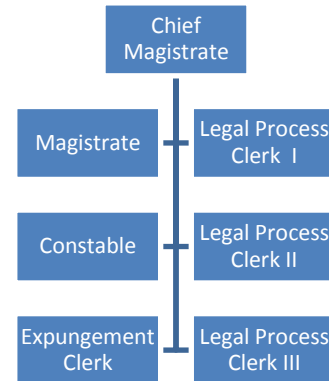 Chief
Magistrate
Magistrate
Legal Process
Clerk I
Constable
Legal Process
Clerk II
Expungement
Clerk
Legal Process
Clerk III